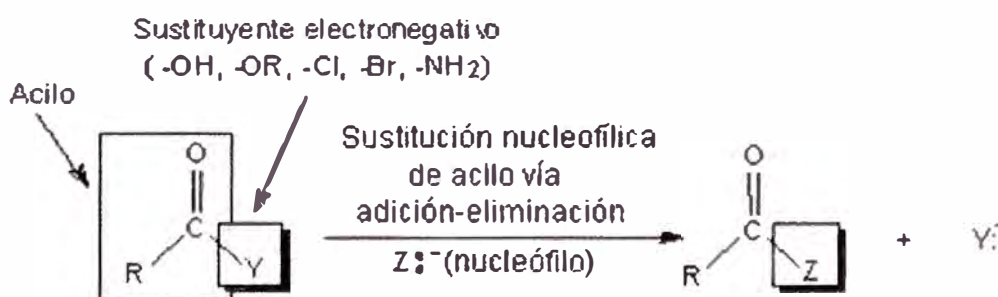 Sustituyente electronegativo
(-OH, -OR, -Cl, -Br, -NH2)
Acilo
Sustitución nucleofílica
de acilo vía
adición-eliminación
Z:⁻(nucleófilo)
O
C
R
Y
O
C
R
Z
+ Y: